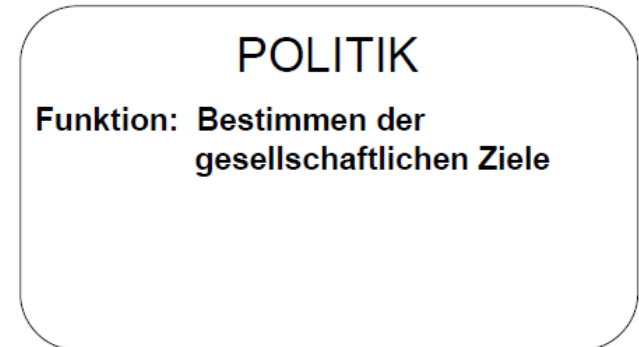 POLITIK
Funktion: Bestimmen der
gesellschaftlichen Ziele